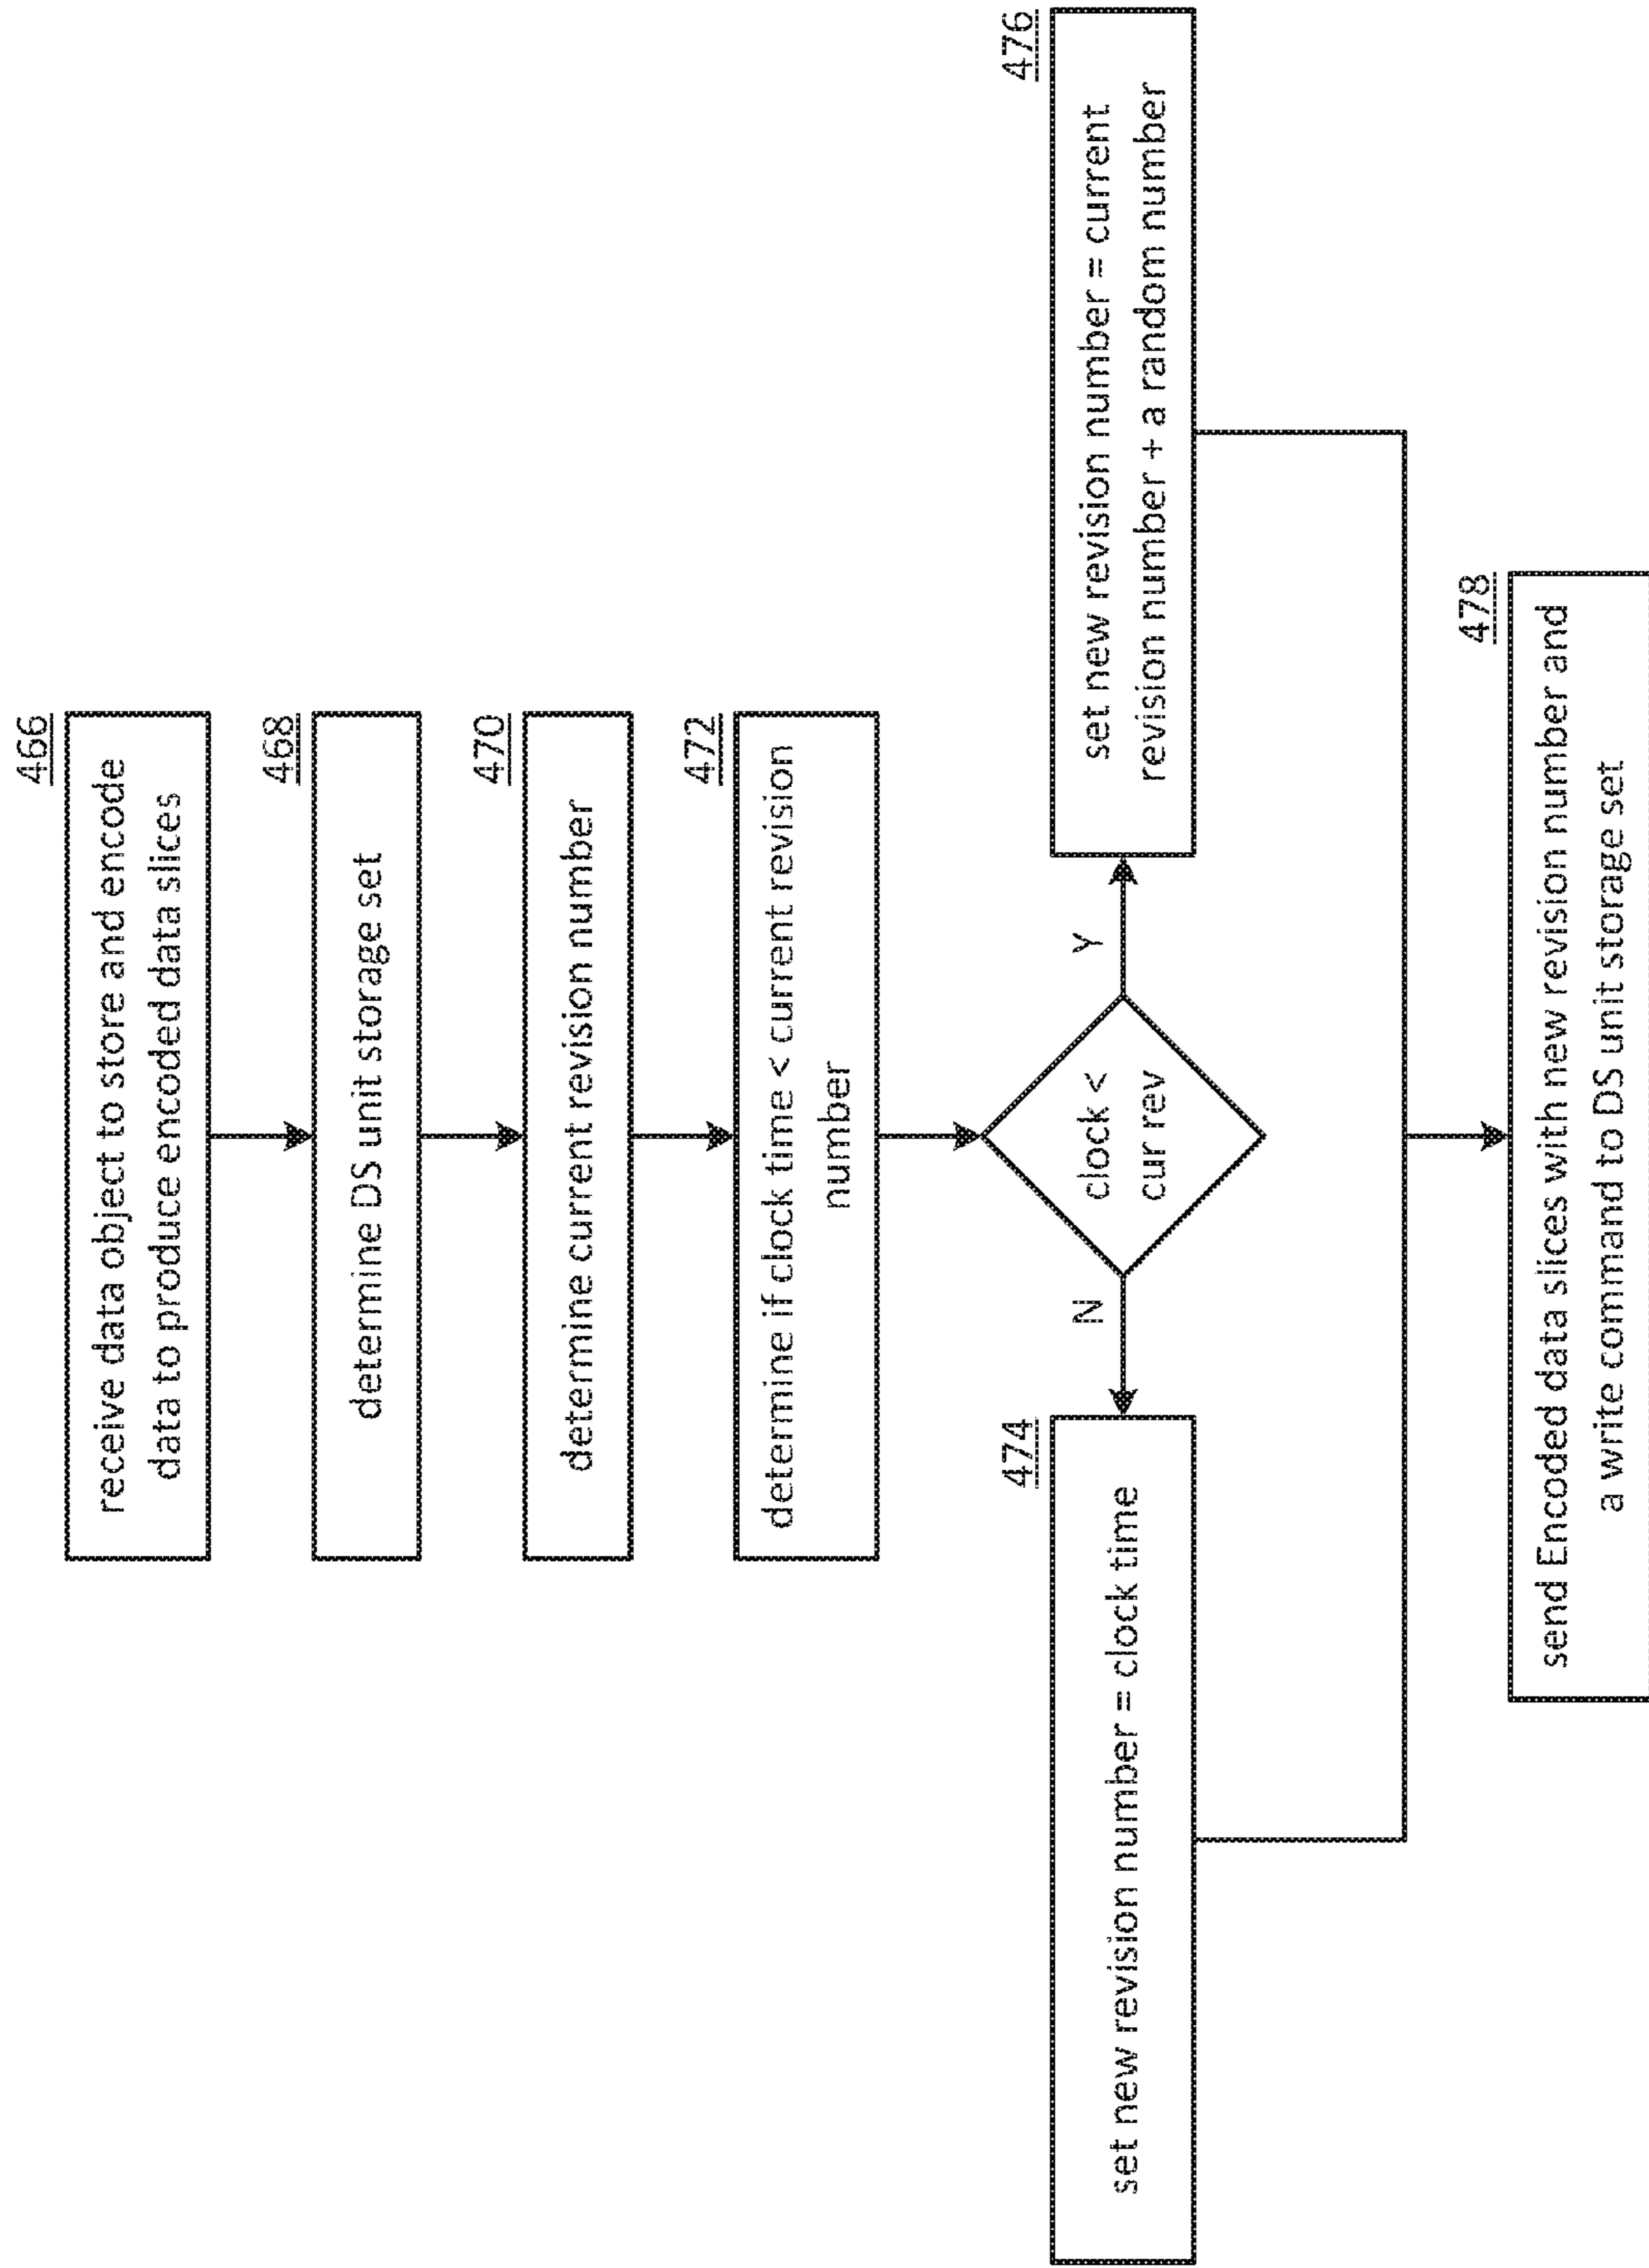 466
receive data object to store and encode
data to produce encoded data slices
468
determine DS unit storage set
470
determine current revision number
472
determine if clock time < current revision
number
clock <
cur rev
N
Y
474
set new revision number = clock time
476
set new revision number = current
revision number + a random number
478
send Encoded data slices with new revision number and
a write command to DS unit storage set